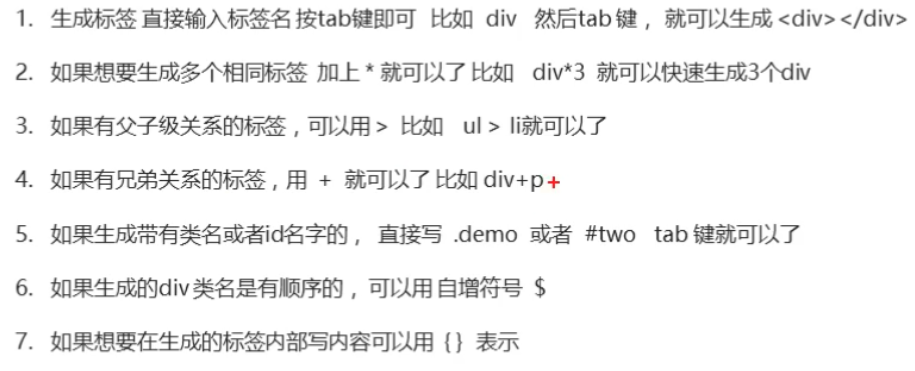 1. 生成标签 直接输入标签名 按tab键即可 比如 div 然后tab 键， 就可以生成 <div></div>
2. 如果想要生成多个相同标签 加上 * 就可以了 比如 div*3 就可以快速生成3个div
3. 如果有父子级关系的标签，可以用 > 比如 ul > li就可以了
4. 如果有兄弟关系的标签，用 + 就可以了 比如 div+p
5. 如果生成带有类名或者id名字的， 直接写 .demo 或者 #two tab 键就可以了
6. 如果生成的div 类名是有顺序的， 可以用 自增符号 $
7. 如果想要在生成的标签内部写内容可以用 { } 表示